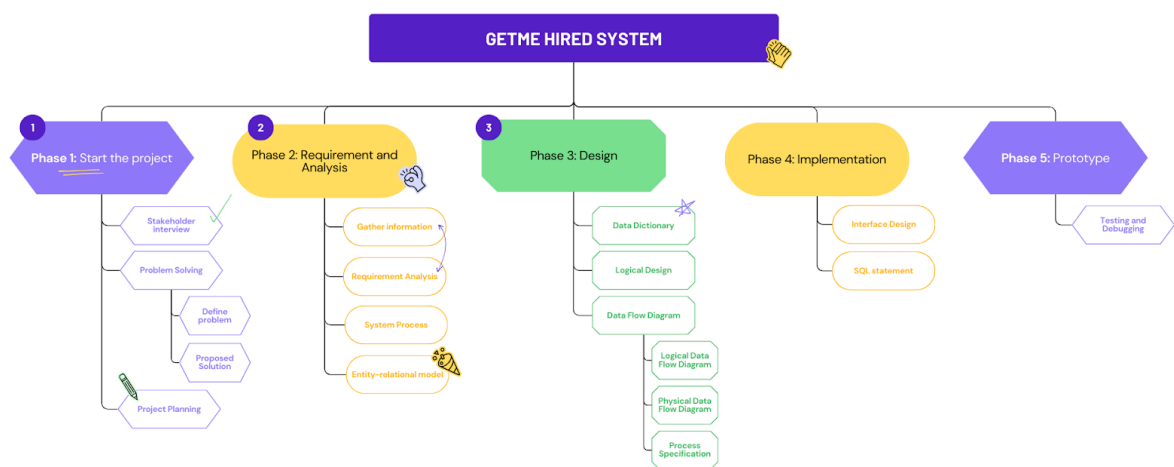 GETME HIRED SYSTEM
1
Phase 1: Start the project
Stakeholder
interview
Problem Solving
Define
problem
Proposed
Solution
Project Planning
2
Phase 2: Requirement and
Analysis
Gather information
Requirement Analysis
System Process
Entity-relational model
3
Phase 3: Design
Data Dictionary
Logical Design
Data Flow Diagram
Logical Data
Flow Diagram
Physical Data
Flow Diagram
Process
Specification
Phase 4: Implementation
Interface Design
SQL statement
Phase 5: Prototype
Testing and
Debugging